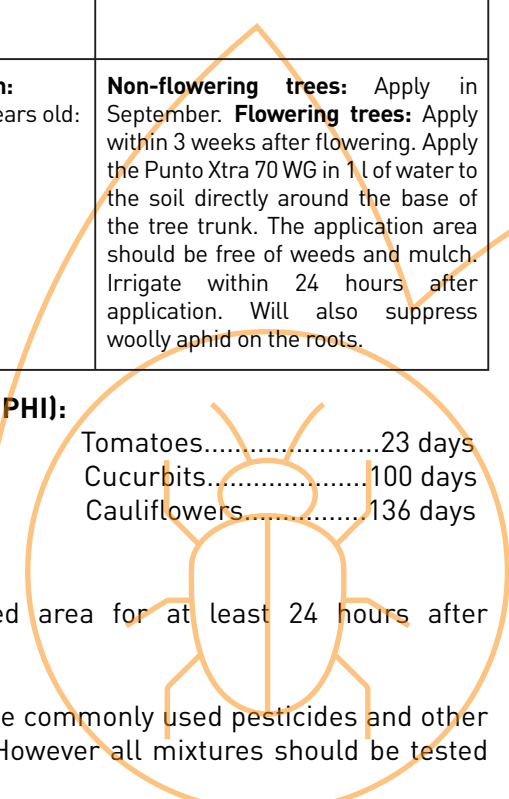 n:
ears old:
Non-flowering trees: Apply in
September. Flowering trees: Apply
within 3 weeks after flowering. Apply
the Punto Xtra 70 WG in 1 l of water to
the soil directly around the base of
the tree trunk. The application area
should be free of weeds and mulch.
Irrigate within 24 hours after
application. Will also suppress
woolly aphid on the roots.
PHI):
Tomatoes.......................23 days
Cucurbits.....................100 days
Cauliflowers................136 days
ed area for at least 24 hours after
e commonly used pesticides and other
However all mixtures should be tested